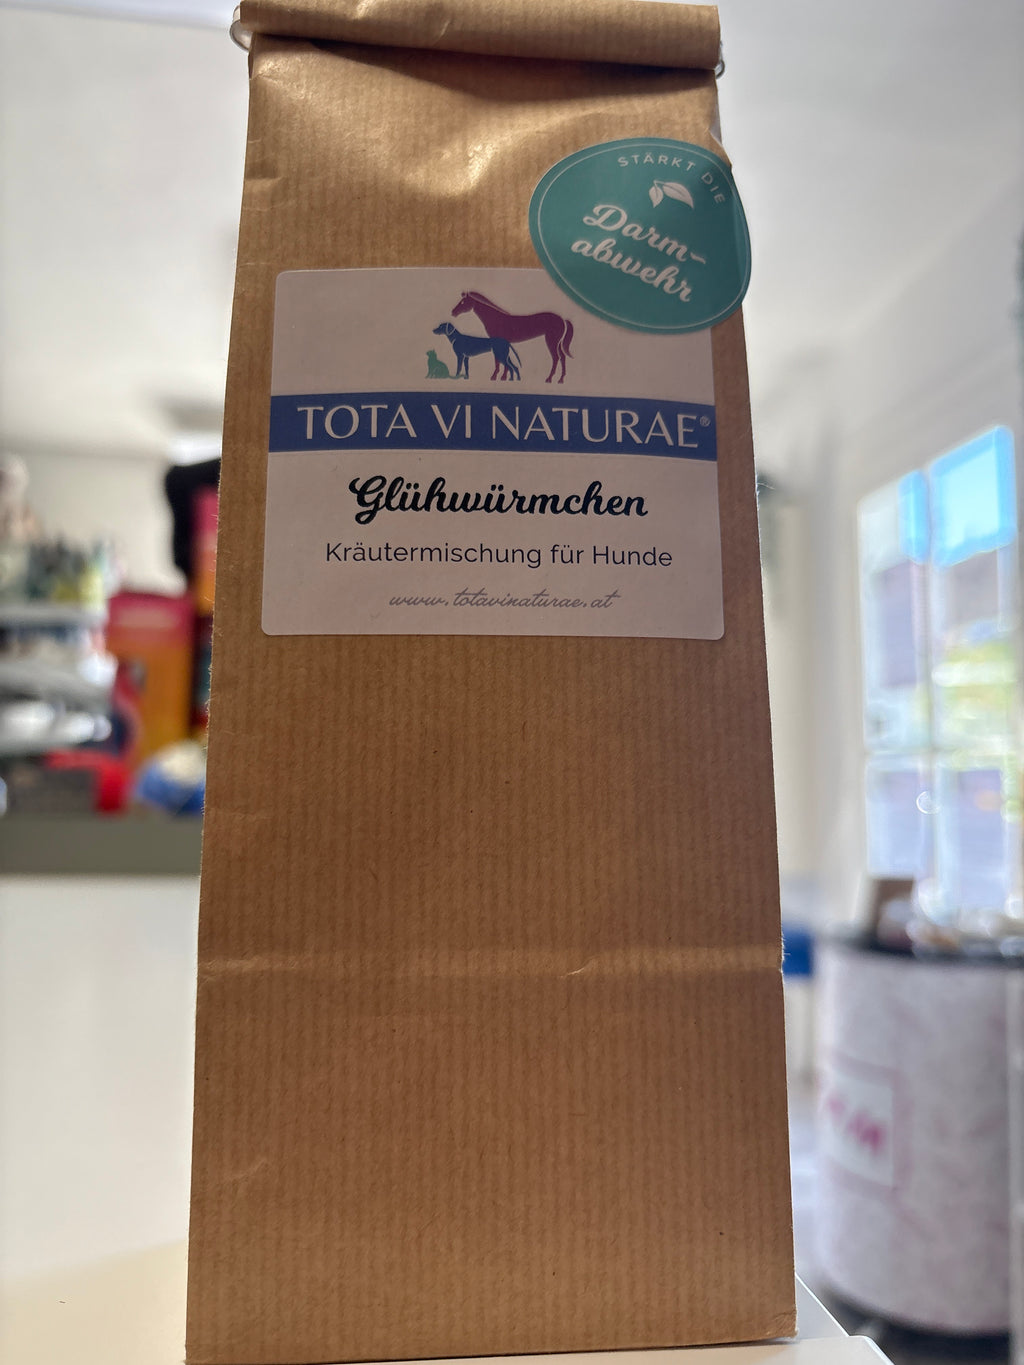 STÄRKT DIE
Darm-
abwehr
TOTA VI NATURAE®
Glühwürmchen
Kräutermischung für Hunde
www.totavinaturae.at